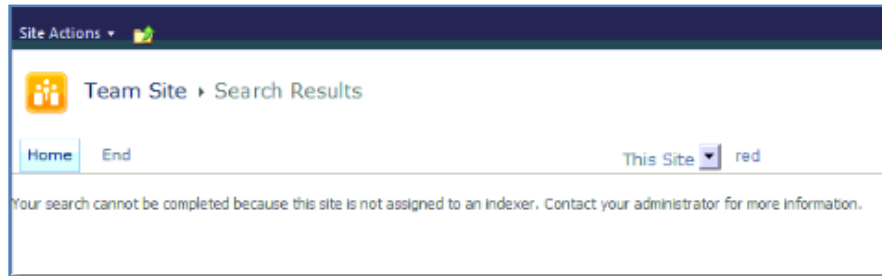 Site Actions
Team Site Search Results
Home End This Site red
Your search cannot be completed because this site is not assigned to an indexer. Contact your administrator for more information.